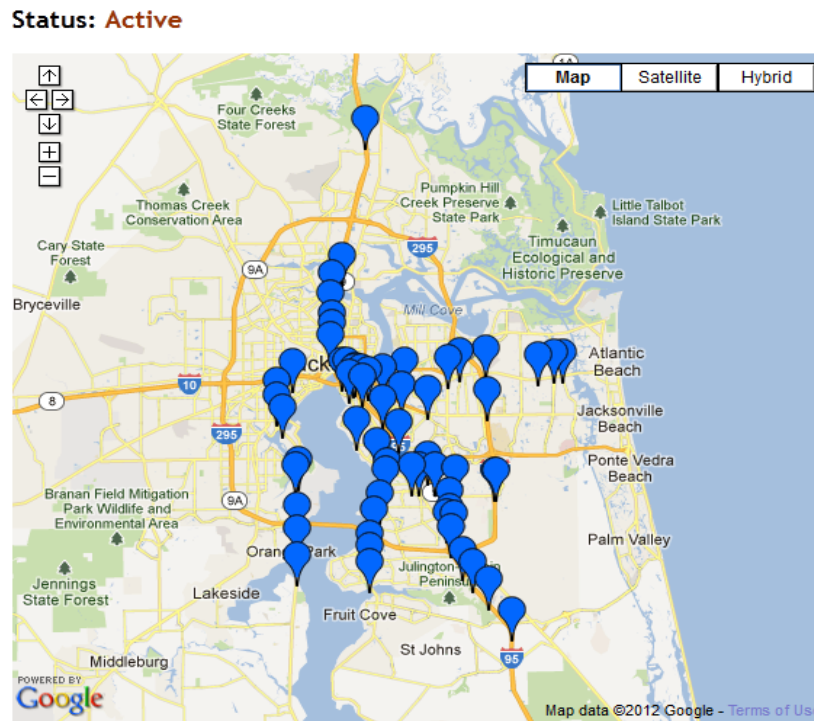 Status: Active
1A
Map Satellite Hybrid
Four Creeks
State Forest
Pumpkin Hill
Creek Preserve
State Park
Thomas Creek
Conservation Area
Little Talbot
Island State Park
Timucuan
Ecological and
Historic Preserve
Cary State
Forest
295
9A
Bryceville
Mill Cove
Atlantic
Beach
10
8
Jacksonville
Beach
295
Ponte Vedra
Beach
Branan Field Mitigation
Park Wildlife and
Environmental Area
9A
Palm Valley
Orange Park
Jennings
State Forest
Lakeside
Fruit Cove
St Johns
95
Middleburg
POWERED BY
Google
Map data ©2012 Google - Terms of Us